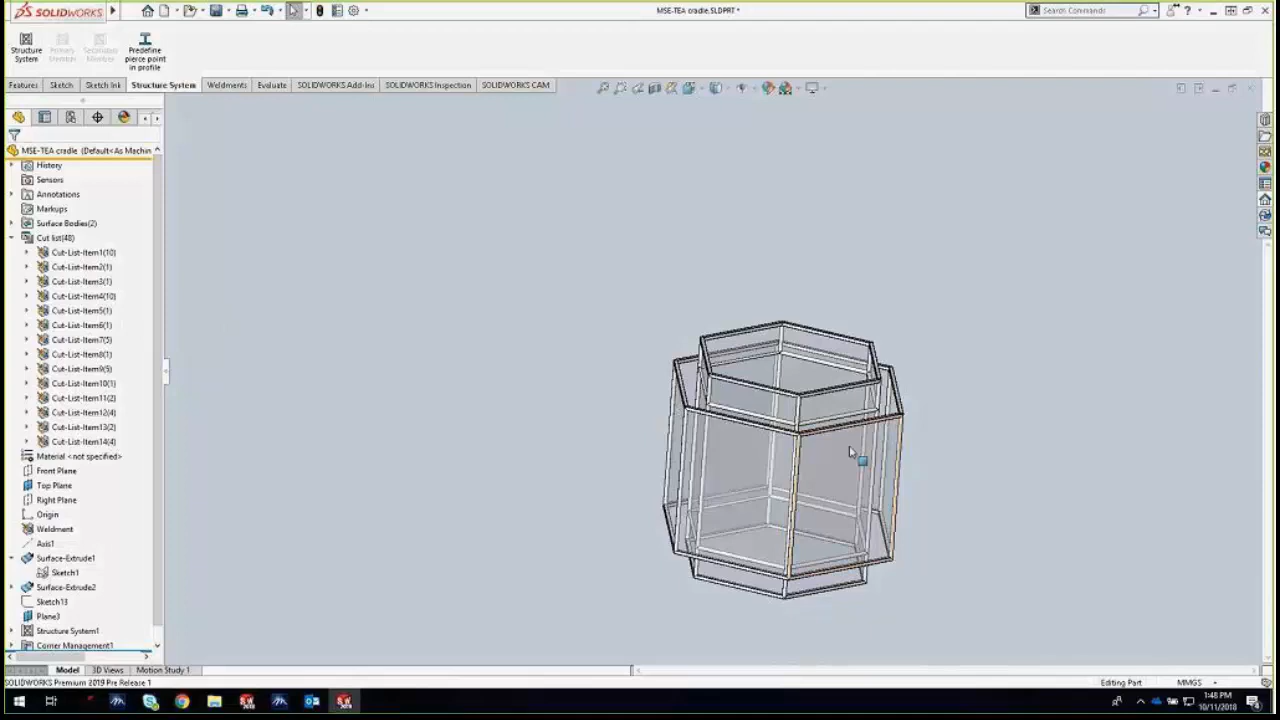 SOLIDWORKS
MSE-TEA cradle.SLDPRT *
Search Commands
Structure
System
Primary
Member
Secondary
Member
Predefine
pierce point
in profile
Features
Sketch
Sketch Ink
Structure System
Weldments
Evaluate
SOLIDWORKS Add-Ins
SOLIDWORKS Inspection
SOLIDWORKS CAM
MSE-TEA cradle (Default<As Machin
History
Sensors
Annotations
Markups
Surface Bodies(2)
Cut list(48)
Cut-List-Item1(10)
Cut-List-Item2(1)
Cut-List-Item3(1)
Cut-List-Item4(10)
Cut-List-Item5(1)
Cut-List-Item6(1)
Cut-List-Item7(5)
Cut-List-Item8(1)
Cut-List-Item9(5)
Cut-List-Item10(1)
Cut-List-Item11(2)
Cut-List-Item12(4)
Cut-List-Item13(2)
Cut-List-Item14(4)
Material <not specified>
Front Plane
Top Plane
Right Plane
Origin
Weldment
Axis1
Surface-Extrude1
Sketch1
Surface-Extrude2
Sketch13
Plane3
Structure System1
Corner Management1
Model
3D Views
Motion Study 1
SOLIDWORKS Premium 2019 Pre Release 1
Editing Part
MMGS
1:48 PM
10/11/2018